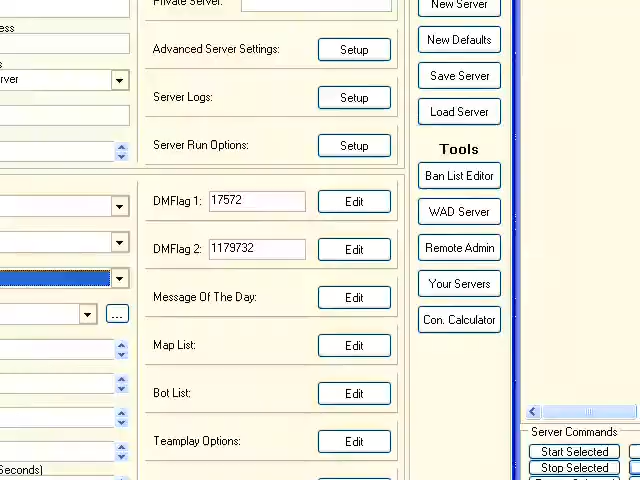 Private Server:
New Server
ess
Advanced Server Settings:
Setup
New Defaults
s
rver
Save Server
Server Logs:
Setup
Load Server
Server Run Options:
Setup
Tools
Ban List Editor
DMFlag 1:
17572
Edit
WAD Server
DMFlag 2:
1179732
Edit
Remote Admin
Your Servers
Message Of The Day:
Edit
...
Con. Calculator
Map List:
Edit
Bot List:
Edit
Server Commands
Teamplay Options:
Edit
Start Selected
Stop Selected
Seconds)